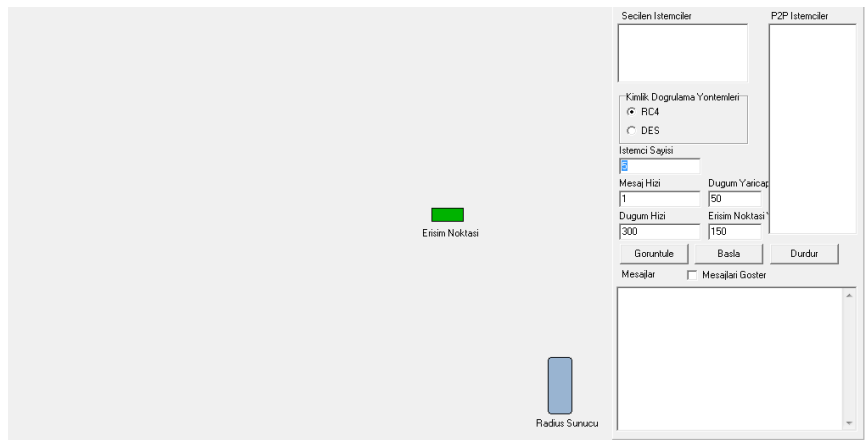 Secilen Istemciler
P2P Istemciler
Kimlik Dogrulama Yontemleri
RC4
DES
Istemci Sayisi
5
Mesaj Hizi
Dugum Yaricap
1
50
Dugum Hizi
Erisim Noktasi
300
150
Goruntule
Basla
Durdur
Mesajlar
Mesajlari Goster
Erisim Noktasi
Radius Sunucu